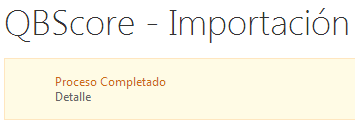 QBScore - Importación
Proceso Completado
Detalle